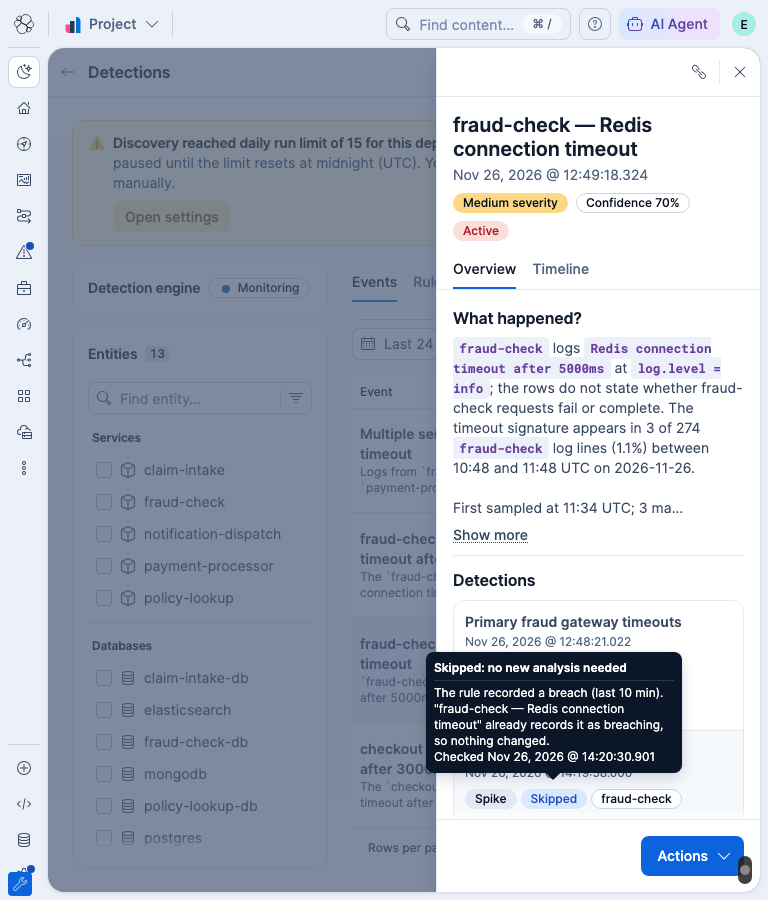 Project
Find content...
⌘ /
AI Agent
E
Detections
Discovery reached daily run limit of 15 for this dep
paused until the limit resets at midnight (UTC). Yo
manually.
Open settings
Detection engine
Monitoring
Entities 13
Find entity...
Services
claim-intake
fraud-check
notification-dispatch
payment-processor
policy-lookup
Databases
claim-intake-db
elasticsearch
fraud-check-db
mongodb
policy-lookup-db
postgres
Events
Rul
Last 24
Event
Multiple ser
timeout
Logs from `fr
`payment-pro
fraud-chec
timeout afte
The `fraud-ch
connection tin
fraud-chec
timeout
`fraud-check
after 5000m
checkout
after 3000
The `checkou
timeout after
Rows per pa
fraud-check — Redis
connection timeout
Nov 26, 2026 @ 12:49:18.324
Medium severity
Confidence 70%
Active
Overview
Timeline
What happened?
fraud-check logs Redis connection
timeout after 5000ms at log.level =
info ; the rows do not state whether fraud-
check requests fail or complete. The
timeout signature appears in 3 of 274
fraud-check log lines (1.1%) between
10:48 and 11:48 UTC on 2026-11-26.
First sampled at 11:34 UTC; 3 ma...
Show more
Detections
Primary fraud gateway timeouts
Nov 26, 2026 @ 12:48:21.022
Skipped: no new analysis needed
The rule recorded a breach (last 10 min).
"fraud-check — Redis connection
timeout" already records it as breaching,
so nothing changed.
Checked Nov 26, 2026 @ 14:20:30.901
Spike
Skipped
fraud-check
Actions